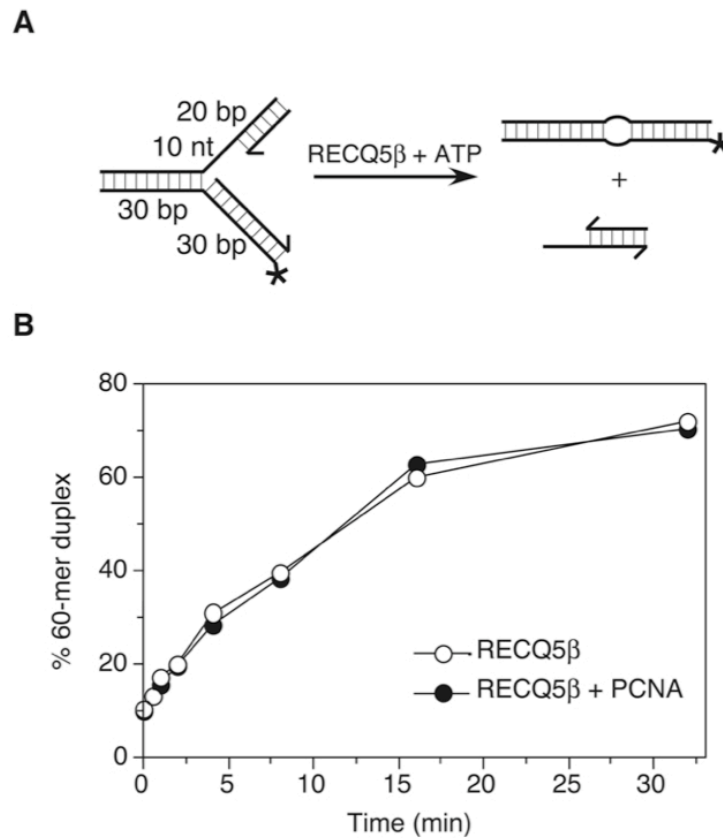 A
20 bp
10 nt
30 bp
30 bp
*
RECQ5β + ATP
*
+
B
% 60-mer duplex
80
60
40
20
0
RECQ5β
RECQ5β + PCNA
0 5 10 15 20 25 30
Time (min)